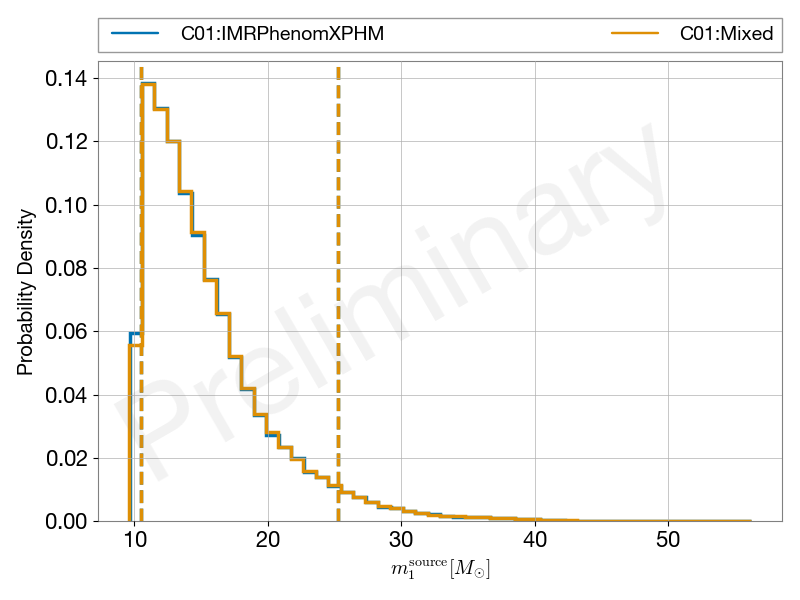 C01:IMRPhenomXPHM C01:Mixed
0.14
0.12
0.10
0.08
0.06
0.04
0.02
0.00
Probability Density
Preliminary
10 20 30 40 50
m₁^source [M⊙]